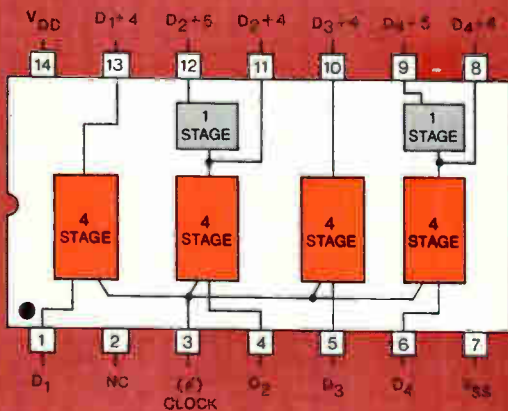 VDD D1+4 D2+5 D2+4 D3+4 D4+5 D4+4
14 13 12 11 10 9 8
1 STAGE
1 STAGE
4 STAGE
4 STAGE
4 STAGE
4 STAGE
1 2 3 4 5 6 7
D1 NC (ø) CLOCK D2 D3 D4 VSS